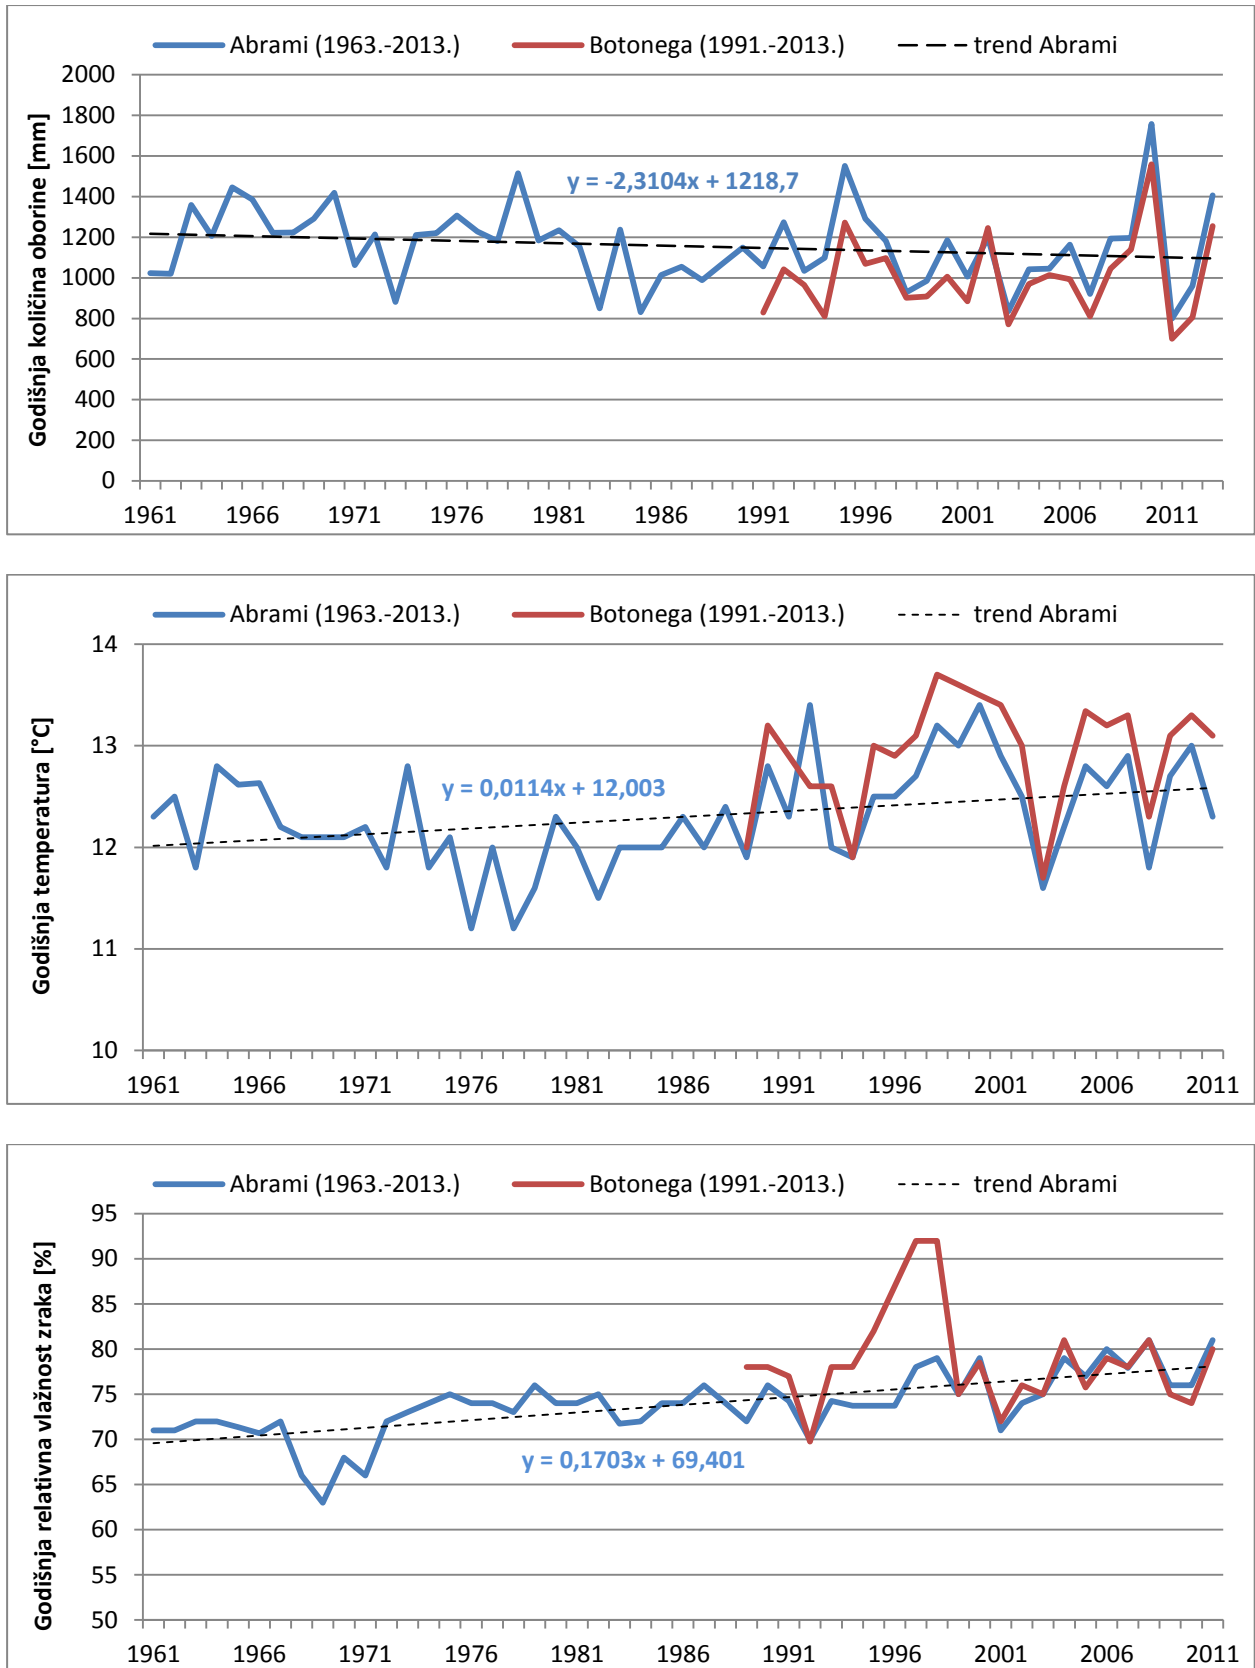 Abrami (1963.-2013.) Botonega (1991.-2013.) trend Abrami
Godišnja količina oborine [mm]
2000
1800
1600
1400
1200
1000
800
600
400
200
0
y = -2,3104x + 1218,7
1961 1966 1971 1976 1981 1986 1991 1996 2001 2006 2011
Abrami (1963.-2013.) Botonega (1991.-2013.) trend Abrami
Godišnja temperatura [°C]
14
13
12
11
10
y = 0,0114x + 12,003
1961 1966 1971 1976 1981 1986 1991 1996 2001 2006 2011
Abrami (1963.-2013.) Botonega (1991.-2013.) trend Abrami
Godišnja relativna vlažnost zraka [%]
95
90
85
80
75
70
65
60
55
50
y = 0,1703x + 69,401
1961 1966 1971 1976 1981 1986 1991 1996 2001 2006 2011